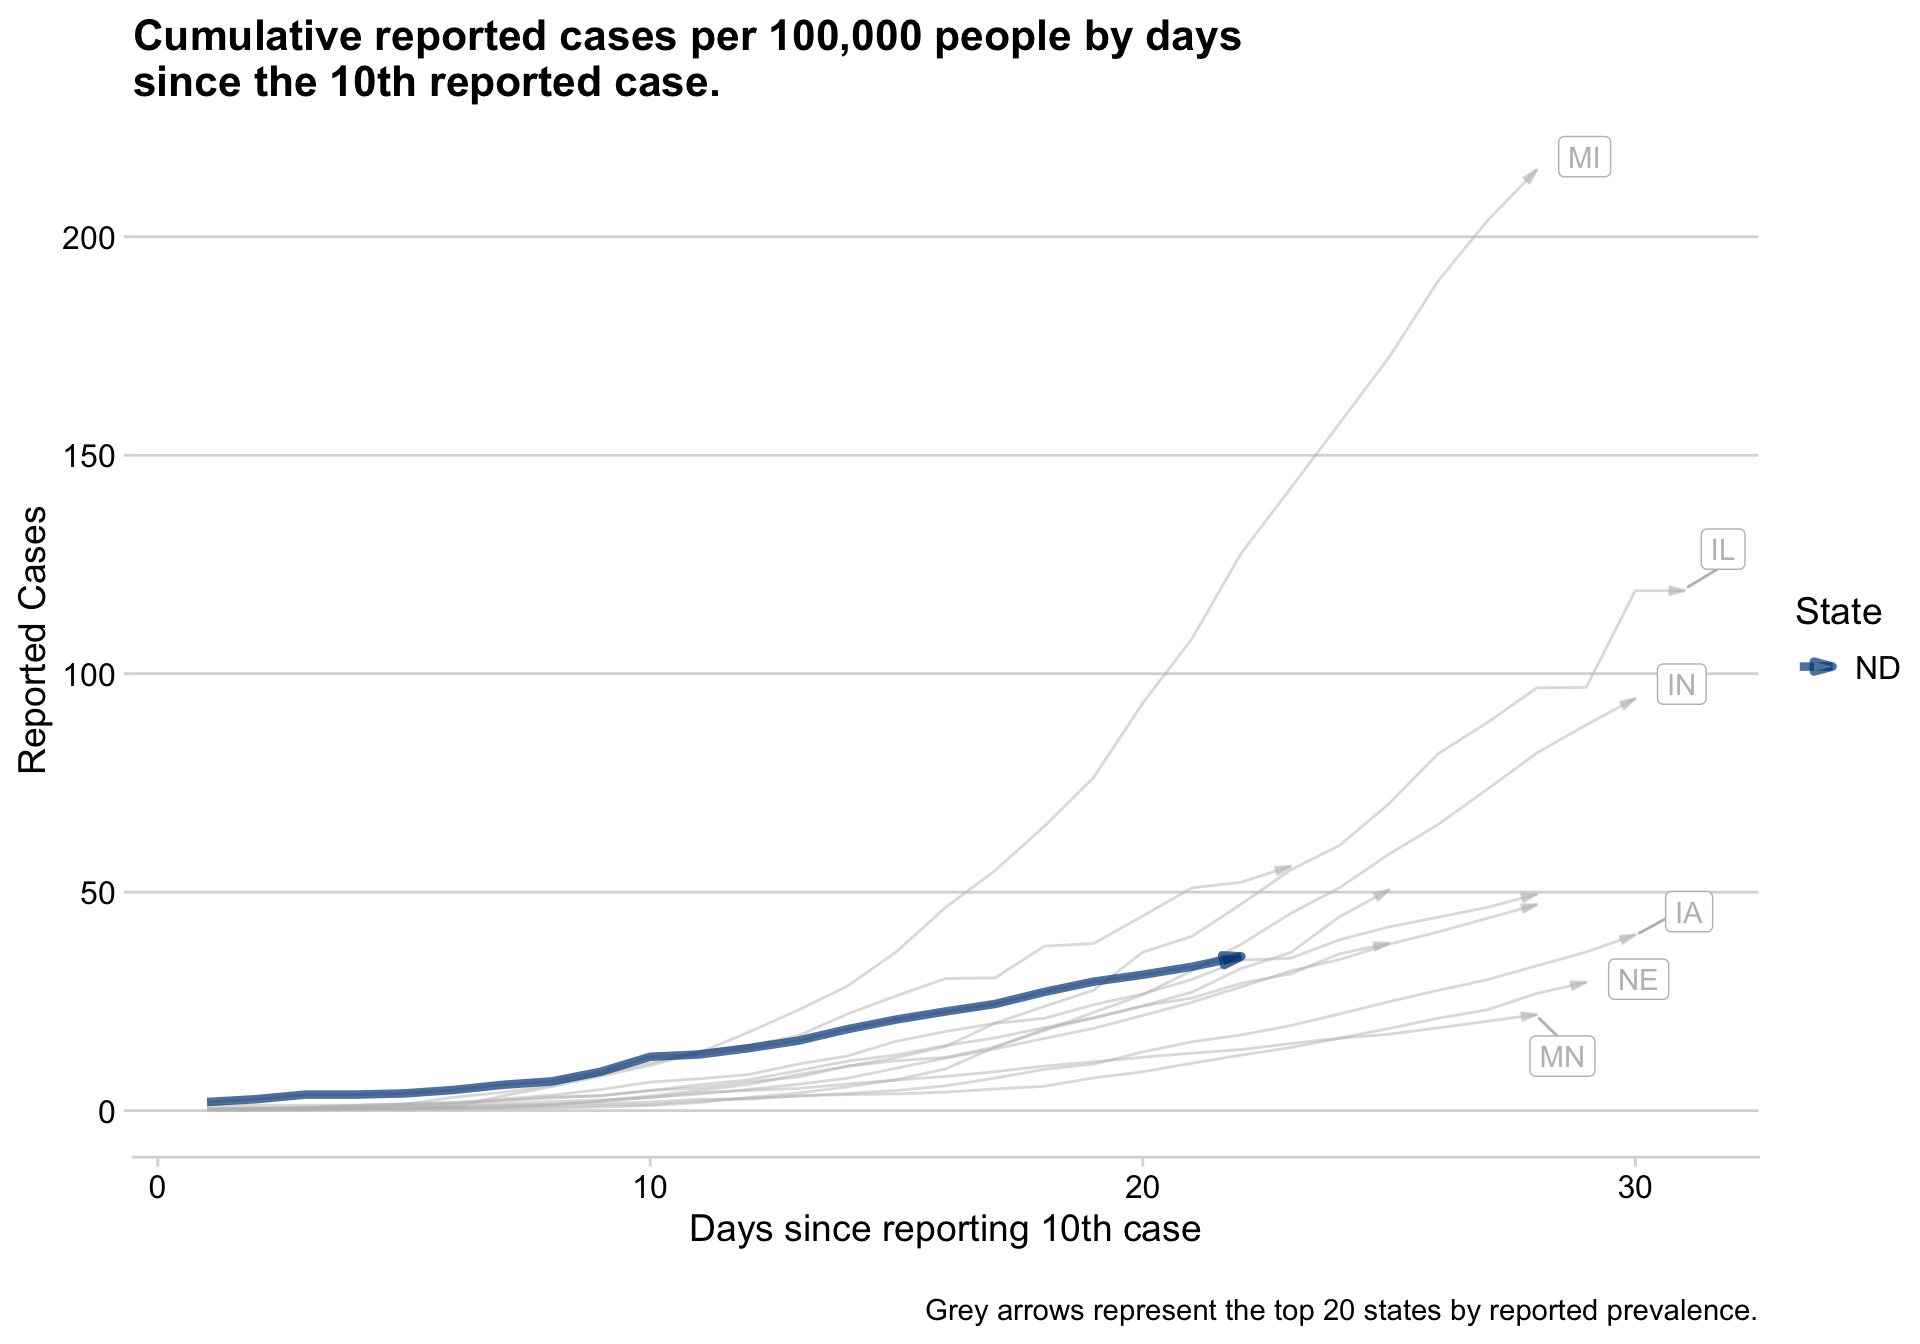 Cumulative reported cases per 100,000 people by days
since the 10th reported case.
MI
200
150
IL
Reported Cases
State
ND
100
IN
50
IA
NE
MN
0
0 10 20 30
Days since reporting 10th case
Grey arrows represent the top 20 states by reported prevalence.